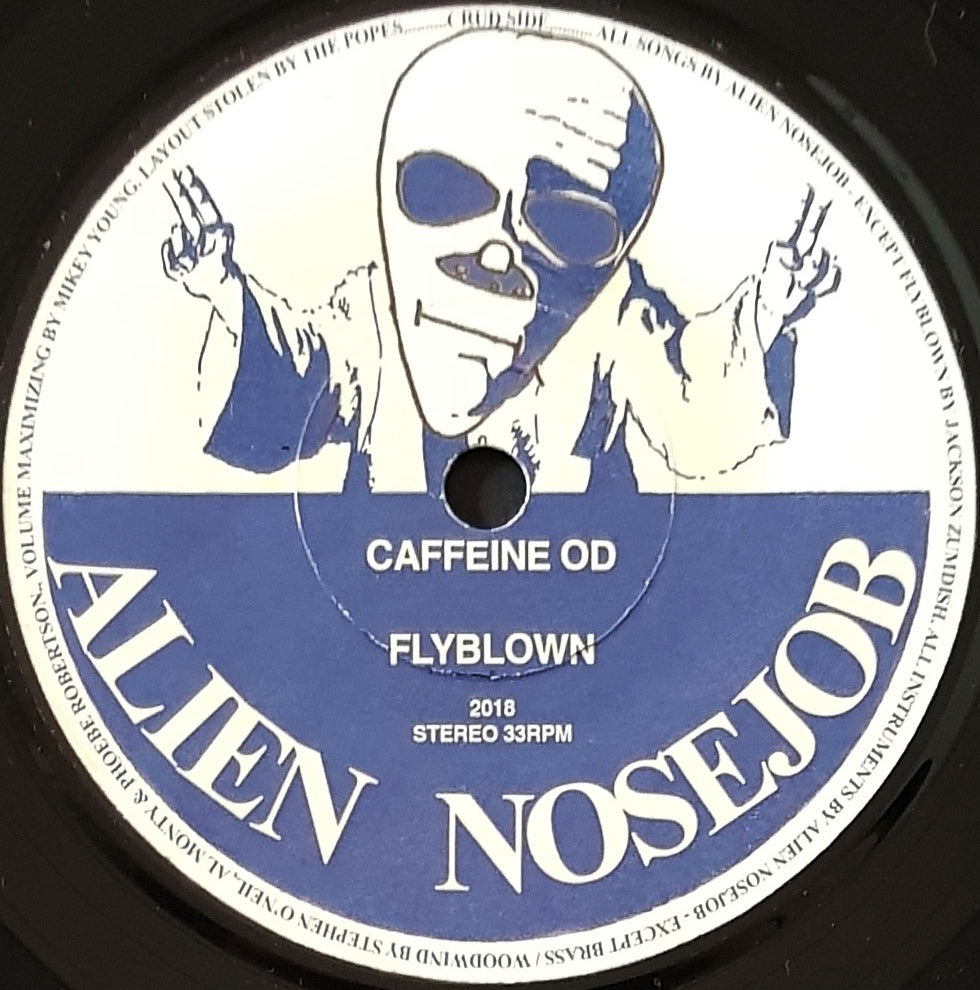 CRUD SIDE.......... ALL SONGS BY ALIEN NOSEJOB - EXCEPT FLYBLOWN BY JACKSON ZUMDISH. ALL INSTRUMENTS BY ALIEN NOSEJOB - EXCEPT BRASS / WOODWIND BY STEPHEN O'NEIL, AL MONTY & PHOEBE ROBERTSON. VOLUME MAXIMIZING BY MIKEY YOUNG. LAYOUT STOLEN BY THE POPES..........
CAFFEINE OD
FLYBLOWN
2018
STEREO 33RPM
ALIEN NOSEJOB